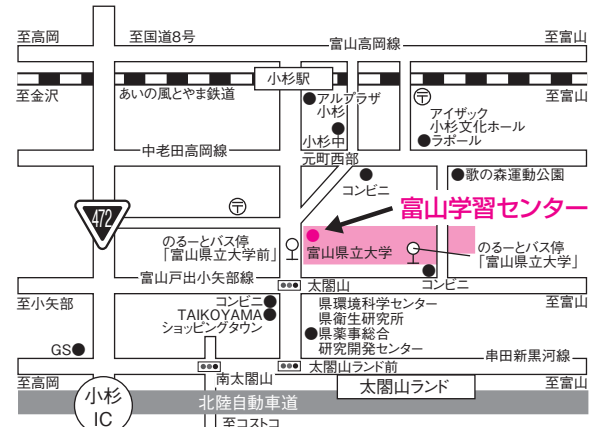 至高岡
至国道8号
富山高岡線
至富山
小杉駅
至金沢
あいの風とやま鉄道
アルプラザ
小杉
〒
至富山
アイザック
小杉文化ホール
ラポール
小杉中
中老田高岡線
元町西部
コンビニ
歌の森運動公園
472
〒
富山学習センター
のるーとバス停
「富山県立大学前」
富山県立大学
のるーとバス停
「富山県立大学」
富山戸出小矢部線
太閤山
コンビニ
至小矢部
コンビニ
TAIKOYAMA
ショッピングタウン
県環境科学センター
県衛生研究所
県薬事総合
研究開発センター
至富山
GS
串田新黒河線
太閤山ランド前
至高岡
南太閤山
太閤山ランド
至富山
小杉
IC
北陸自動車道
至コストコ